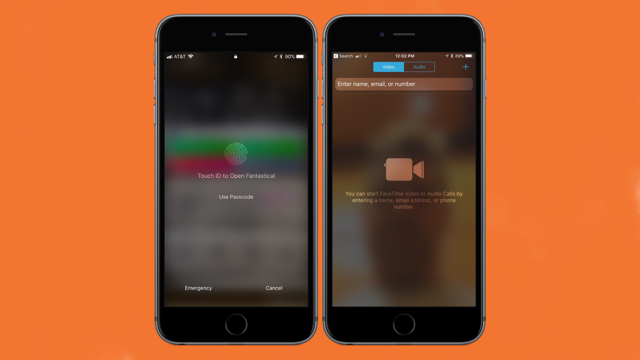 AT&T 90%
Touch ID to Open Fantastical
Use Passcode
Emergency Cancel
Search 12:02 PM 89%
Video Audio
Enter name, email, or number
You can start FaceTime Video or Audio Calls by
entering a name, email address, or phone
number.